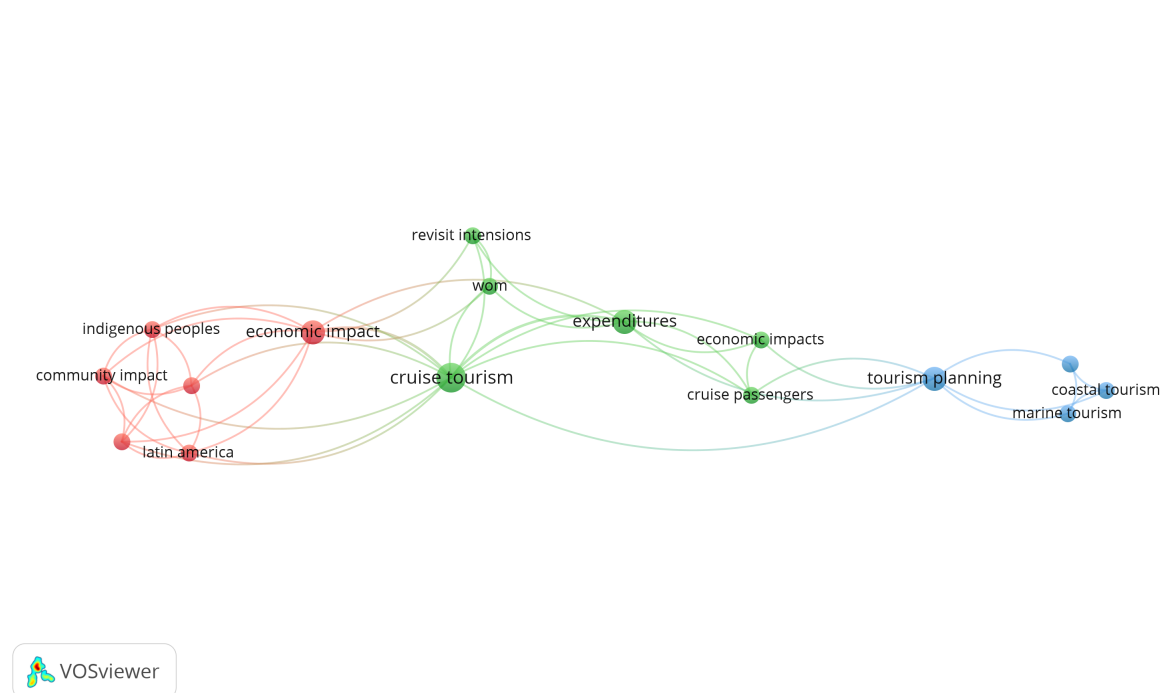 revisit intensions
wom
indigenous peoples
economic impact
expenditures
economic impacts
community impact
cruise tourism
cruise passengers
tourism planning
coastal tourism
marine tourism
latin america
VOSviewer